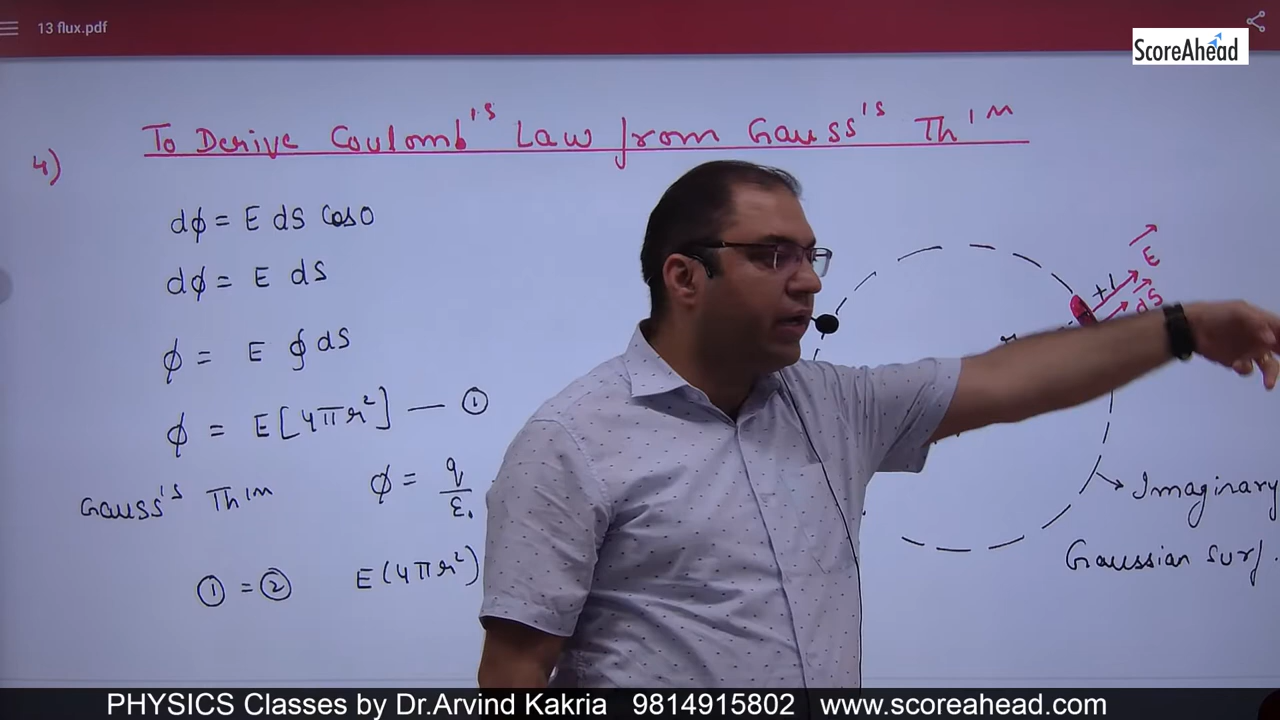 13 flux.pdf
ScoreAhead
To Derive Coulomb's Law from Gauss's Th'm
4)
dϕ = E dS Cos0
dϕ = E dS
ϕ = E ∮ dS
ϕ = E[4πr²] — ①
Gauss's Th'm ϕ = q/ε₀
① = ② E(4πr²)
E
+1
dS
r
Imaginary
Gaussian Surf.
PHYSICS Classes by Dr.Arvind Kakria 9814915802 www.scoreahead.com